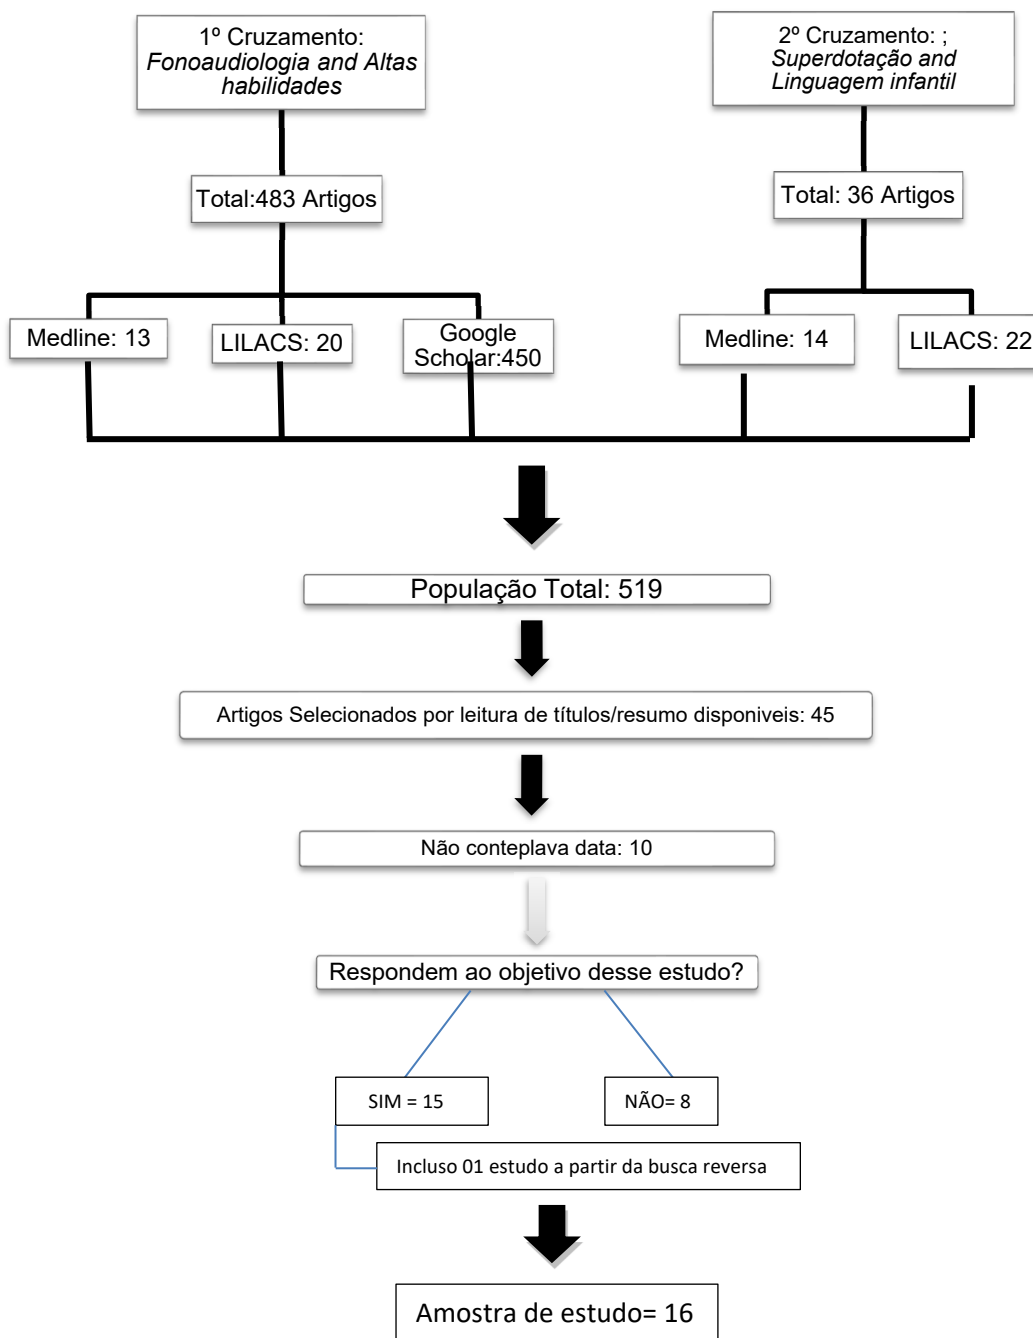 1º Cruzamento:
Fonoaudiologia and Altas
habilidades
2º Cruzamento: ;
Superdotação and
Linguagem infantil
Total:483 Artigos
Total: 36 Artigos
Medline: 13
LILACS: 20
Google
Scholar:450
Medline: 14
LILACS: 22
População Total: 519
Artigos Selecionados por leitura de títulos/resumo disponiveis: 45
Não conteplava data: 10
Respondem ao objetivo desse estudo?
SIM = 15
NÃO= 8
Incluso 01 estudo a partir da busca reversa
Amostra de estudo= 16